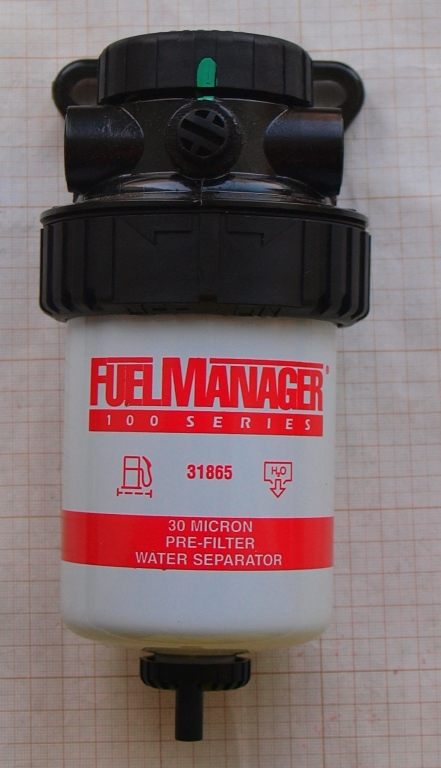 FUELMANAGER®
100 SERIES
31865
H₂O
30 MICRON
PRE-FILTER
WATER SEPARATOR